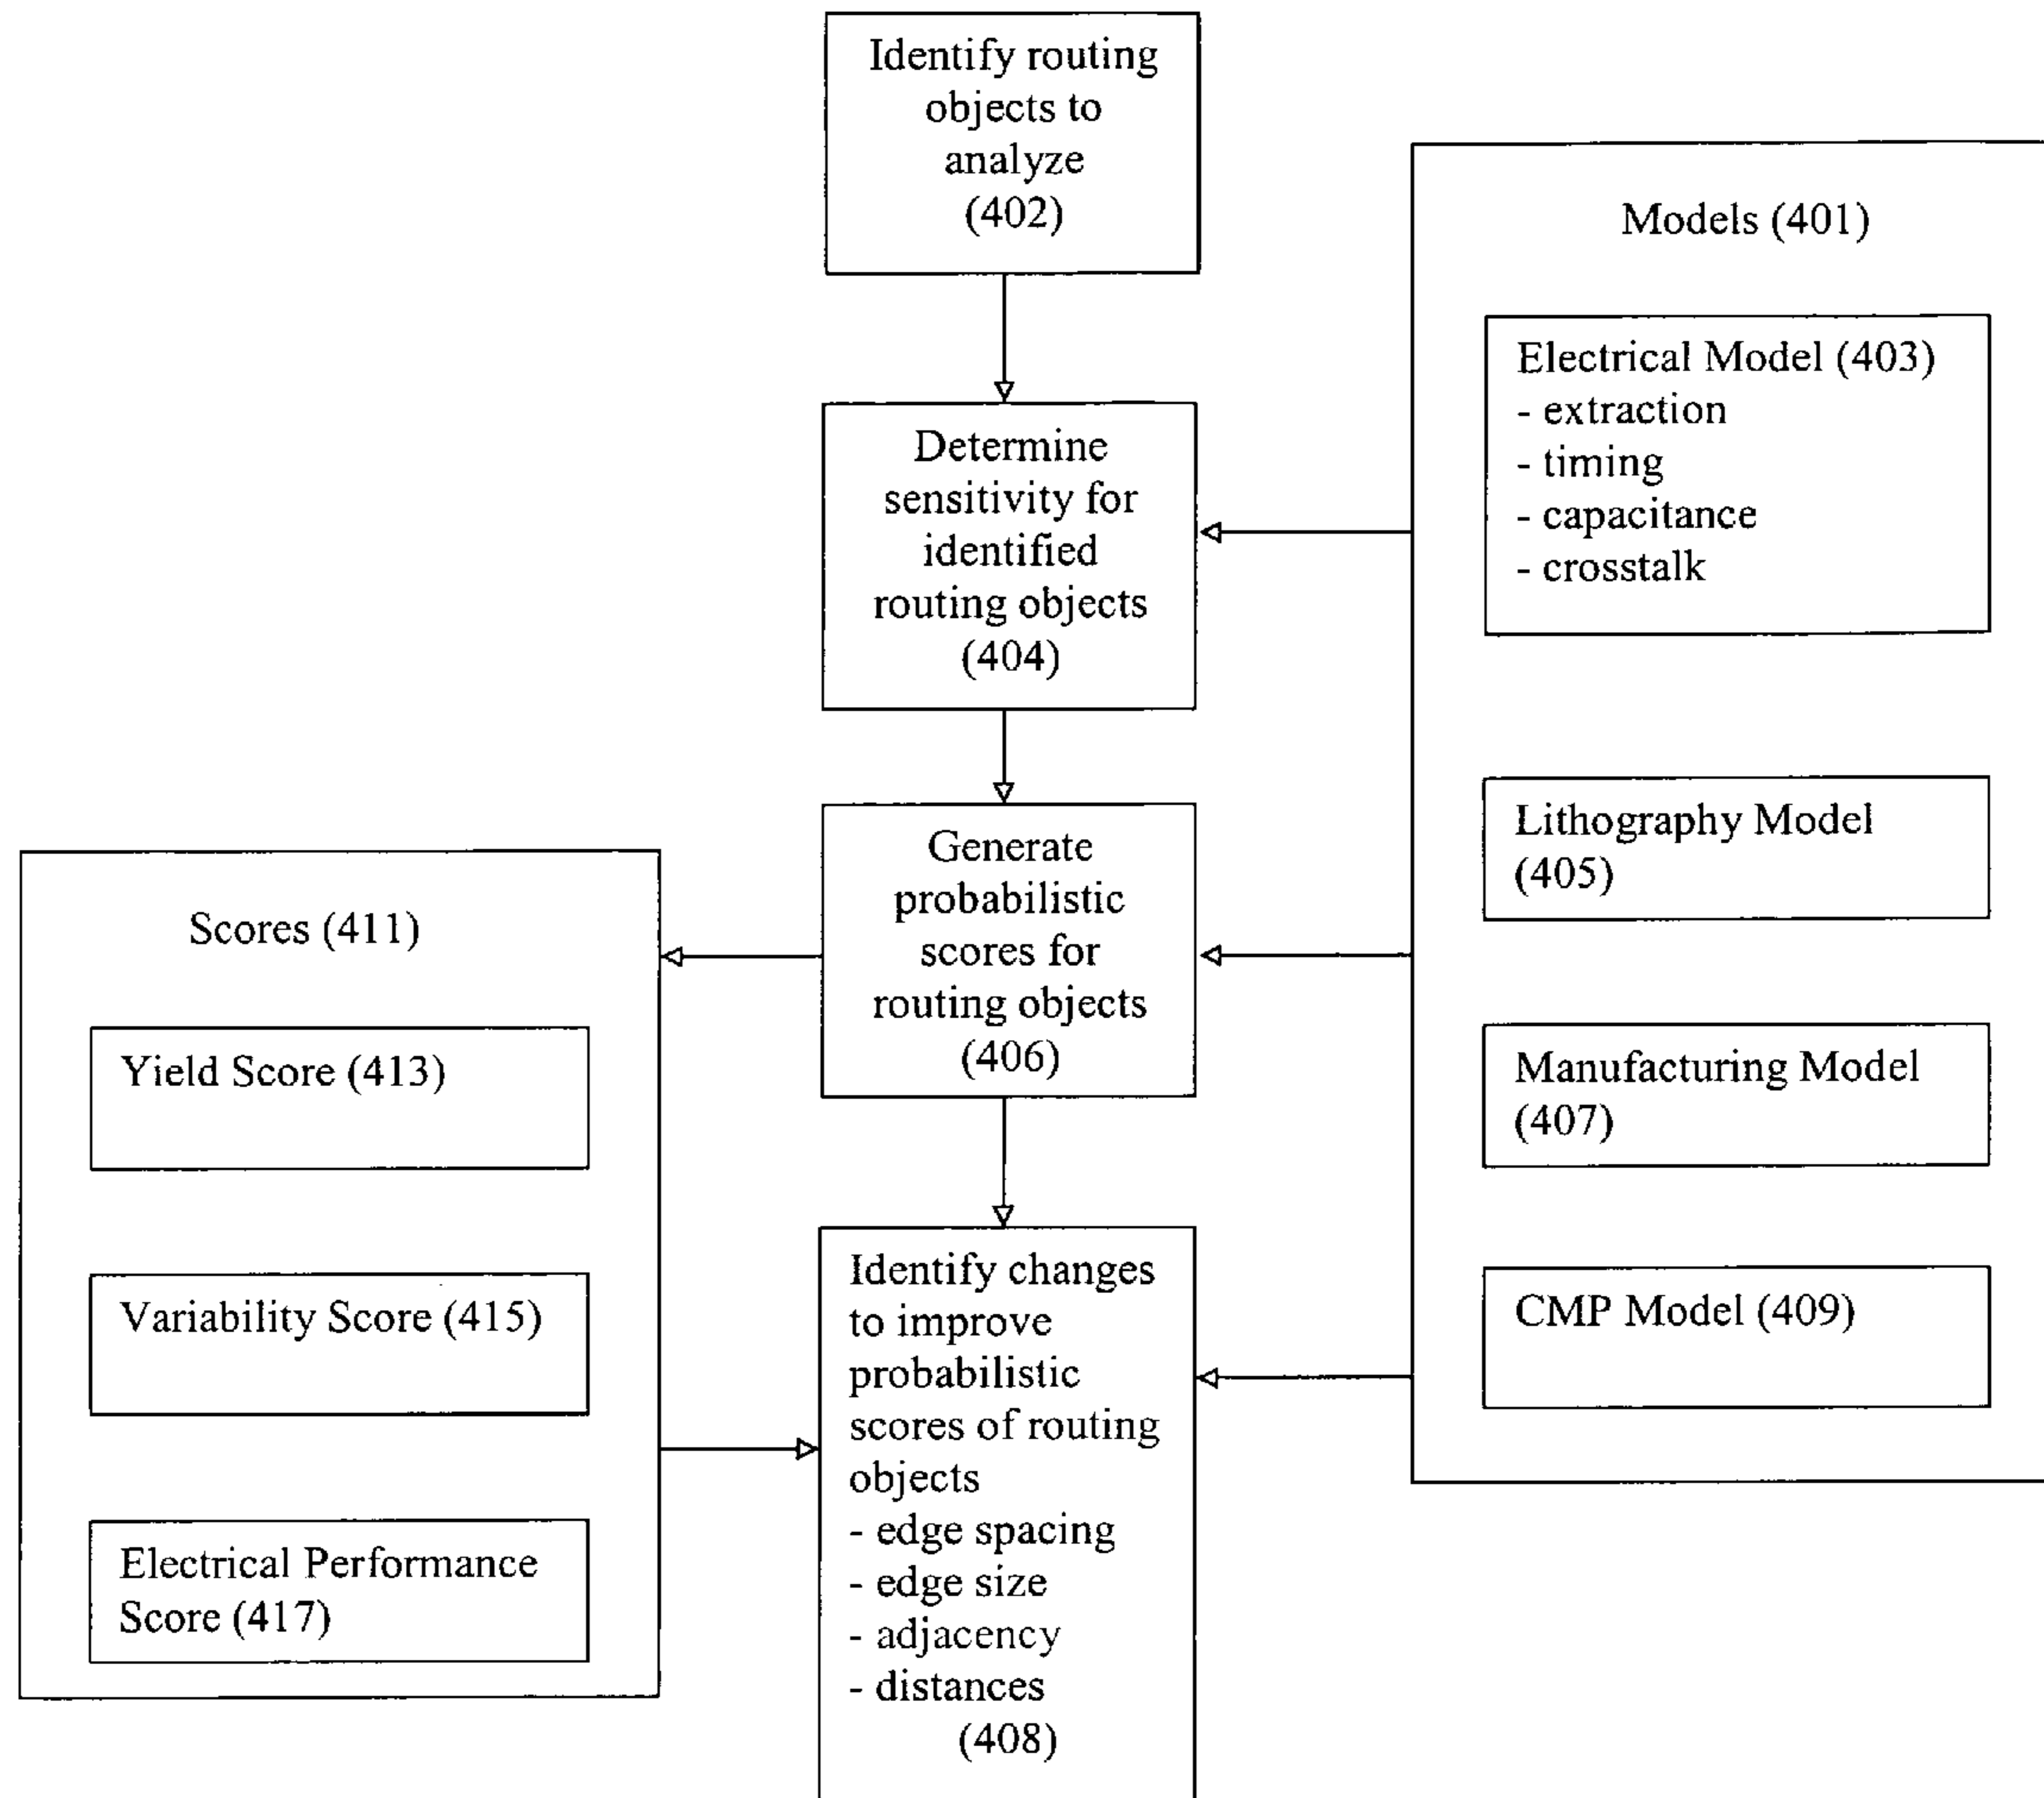 Identify routing
objects to
analyze
(402)
Models (401)
Electrical Model (403)
- extraction
- timing
- capacitance
- crosstalk
Determine
sensitivity for
identified
routing objects
(404)
Lithography Model
(405)
Generate
probabilistic
scores for
routing objects
(406)
Scores (411)
Manufacturing Model
(407)
Yield Score (413)
CMP Model (409)
Variability Score (415)
Electrical Performance
Score (417)
Identify changes
to improve
probabilistic
scores of routing
objects
- edge spacing
- edge size
- adjacency
- distances
(408)